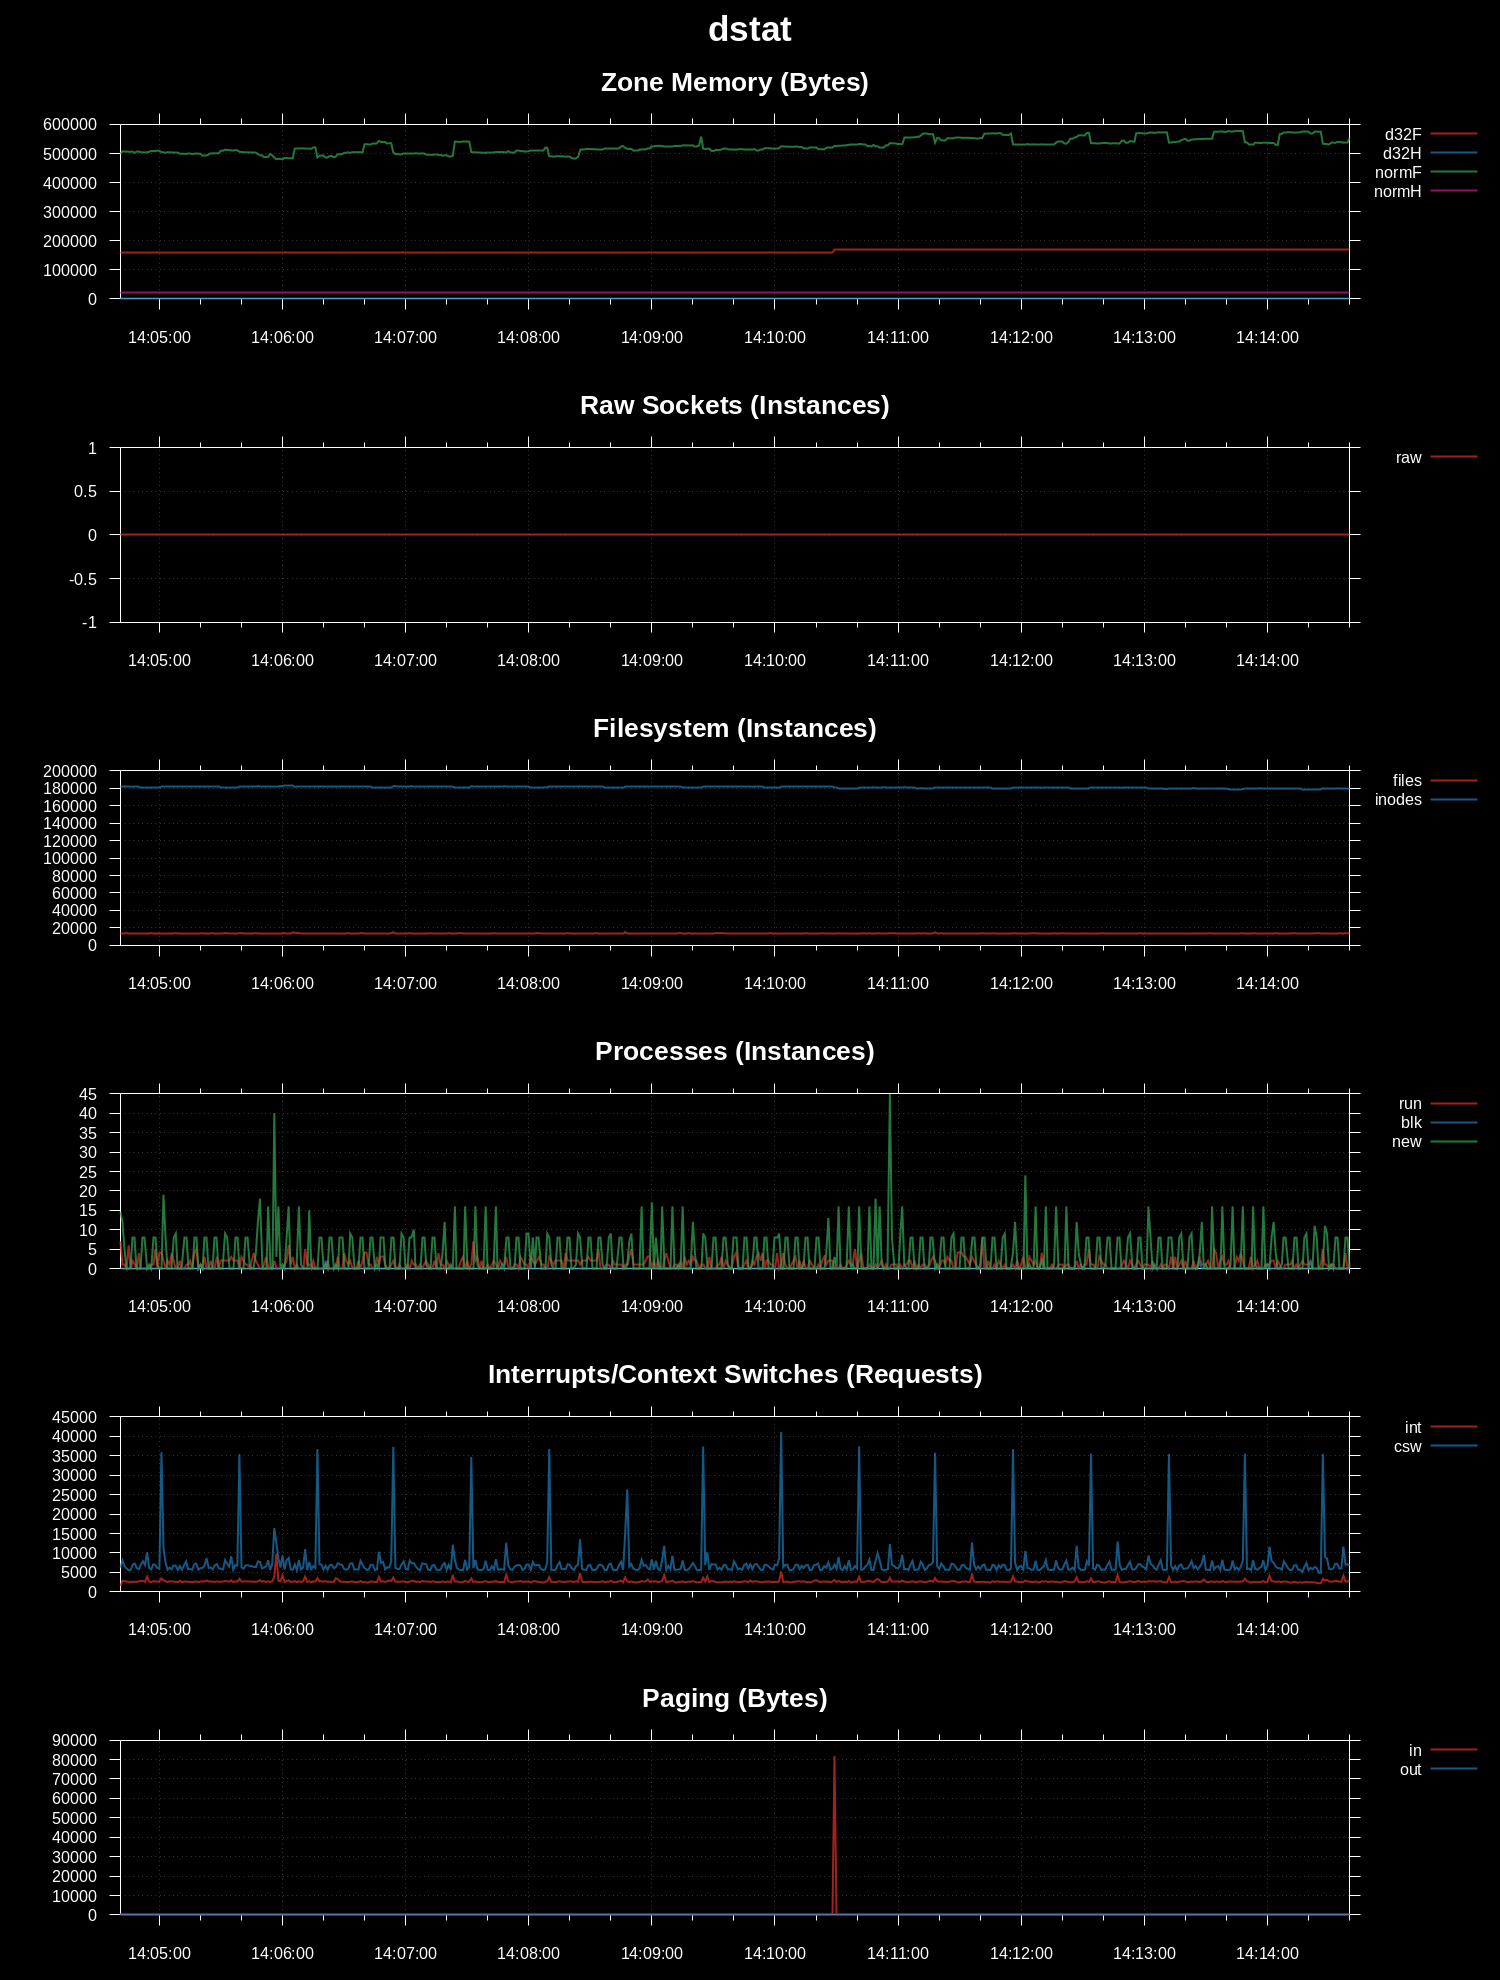 dstat
Zone Memory (Bytes)
600000
500000
400000
300000
200000
100000
0
d32F
d32H
normF
normH
14:05:00 14:06:00 14:07:00 14:08:00 14:09:00 14:10:00 14:11:00 14:12:00 14:13:00 14:14:00
Raw Sockets (Instances)
1
0.5
0
-0.5
-1
raw
14:05:00 14:06:00 14:07:00 14:08:00 14:09:00 14:10:00 14:11:00 14:12:00 14:13:00 14:14:00
Filesystem (Instances)
200000
180000
160000
140000
120000
100000
80000
60000
40000
20000
0
files
inodes
14:05:00 14:06:00 14:07:00 14:08:00 14:09:00 14:10:00 14:11:00 14:12:00 14:13:00 14:14:00
Processes (Instances)
45
40
35
30
25
20
15
10
5
0
run
blk
new
14:05:00 14:06:00 14:07:00 14:08:00 14:09:00 14:10:00 14:11:00 14:12:00 14:13:00 14:14:00
Interrupts/Context Switches (Requests)
45000
40000
35000
30000
25000
20000
15000
10000
5000
0
int
csw
14:05:00 14:06:00 14:07:00 14:08:00 14:09:00 14:10:00 14:11:00 14:12:00 14:13:00 14:14:00
Paging (Bytes)
90000
80000
70000
60000
50000
40000
30000
20000
10000
0
in
out
14:05:00 14:06:00 14:07:00 14:08:00 14:09:00 14:10:00 14:11:00 14:12:00 14:13:00 14:14:00